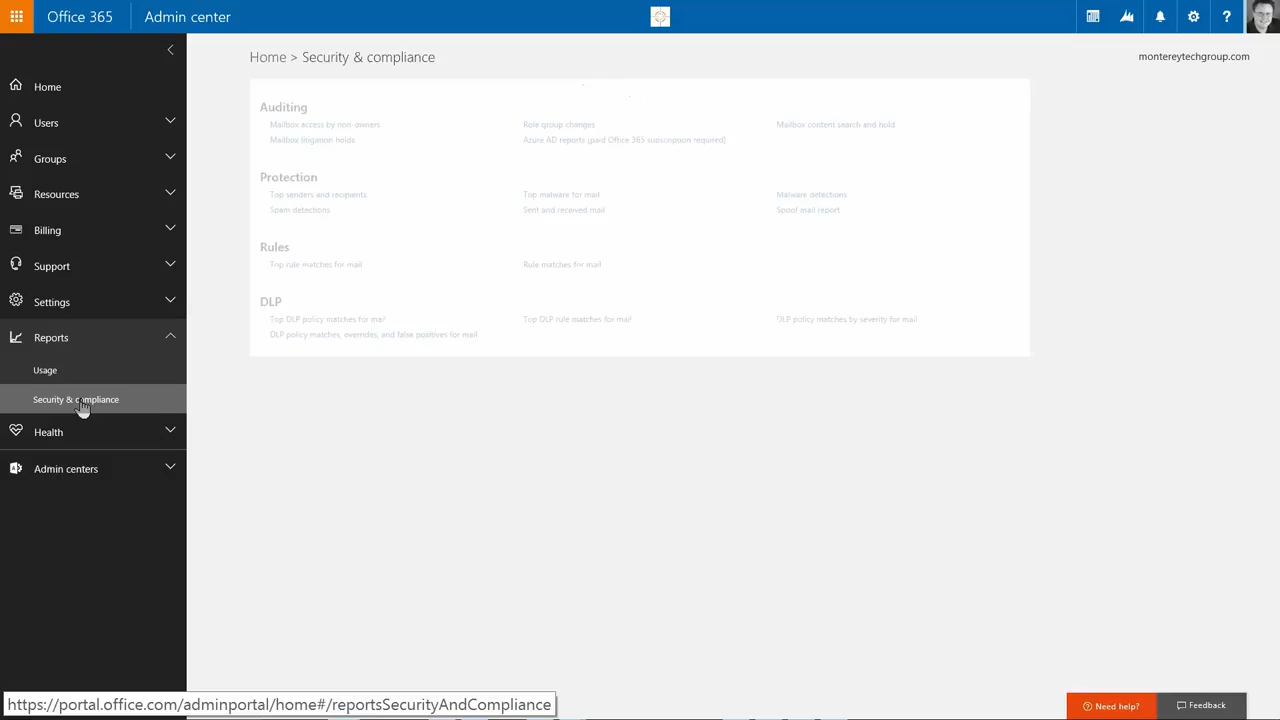 Office 365
Admin center
Home > Security & compliance
montereytechgroup.com
Home
Users
Groups
Resources
Billing
Support
Settings
Reports
Usage
Security & compliance
Health
Admin centers
Auditing
Mailbox access by non-owners
Role group changes
Mailbox content search and hold
Mailbox litigation holds
Azure AD reports (paid Office 365 subscription required)
Protection
Top senders and recipients
Top malware for mail
Malware detections
Spam detections
Sent and received mail
Spoof mail report
Rules
Top rule matches for mail
Rule matches for mail
DLP
Top DLP policy matches for mail
Top DLP rule matches for mail
DLP policy matches by severity for mail
DLP policy matches, overrides, and false positives for mail
https://portal.office.com/adminportal/home#/reportsSecurityAndCompliance
Need help?
Feedback